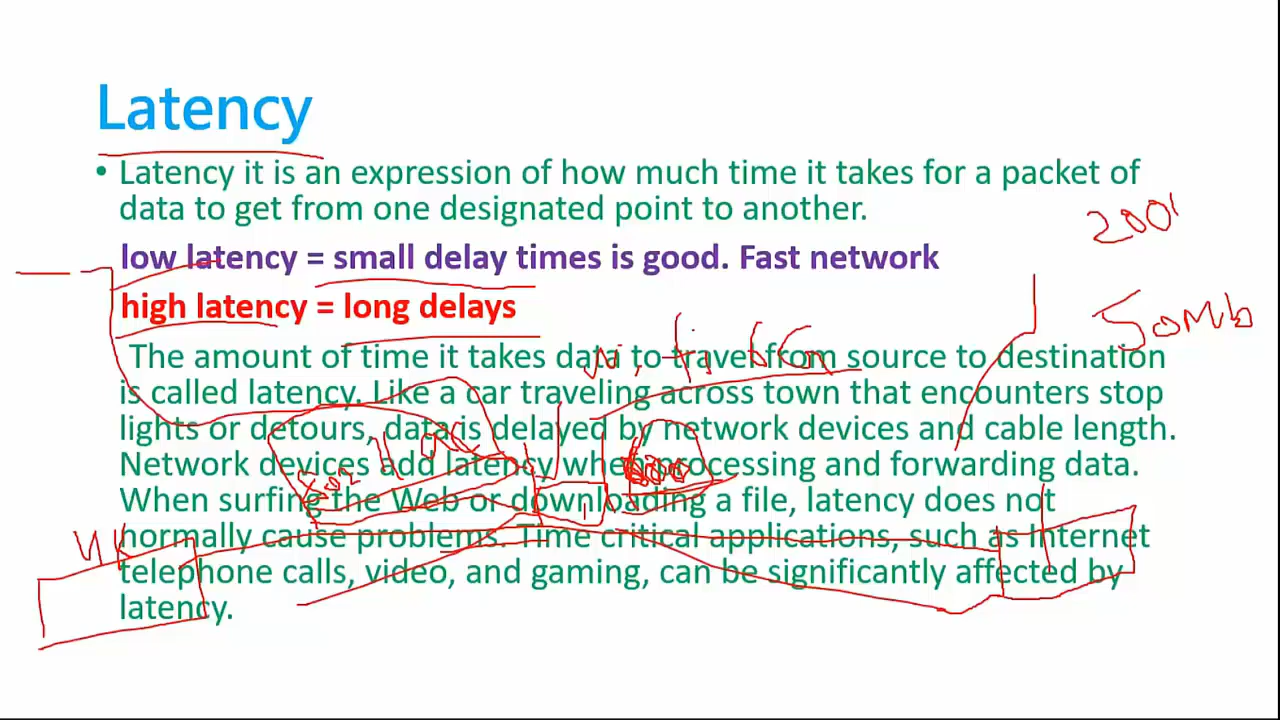 Latency
• Latency it is an expression of how much time it takes for a packet of
data to get from one designated point to another.
low latency = small delay times is good. Fast network
high latency = long delays
The amount of time it takes data to travel from source to destination
is called latency. Like a car traveling across town that encounters stop
lights or detours, data is delayed by network devices and cable length.
Network devices add latency when processing and forwarding data.
When surfing the Web or downloading a file, latency does not
normally cause problems. Time critical applications, such as Internet
telephone calls, video, and gaming, can be significantly affected by
latency.
50Mb